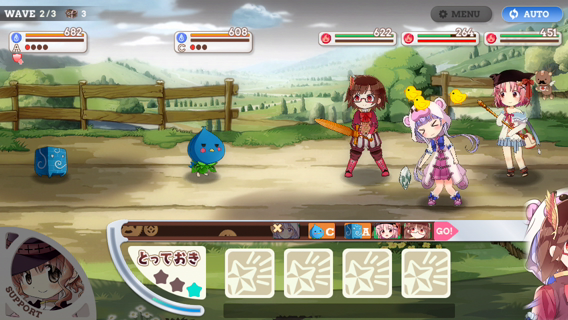 WAVE 2/3 3
MENU
AUTO
682
A
608
C
622
264
451
C
A
GO!
とっておき
SUPPORT